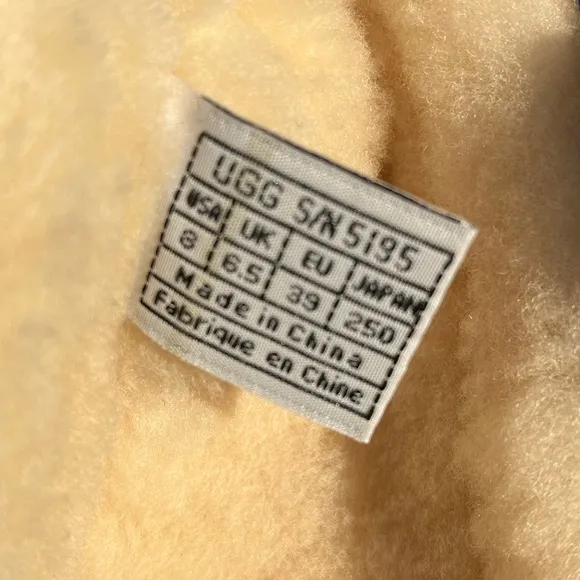 UGG S/N 5195
USA UK EU JAPAN
8 6.5 39 250
Made in China
Fabrique en Chine